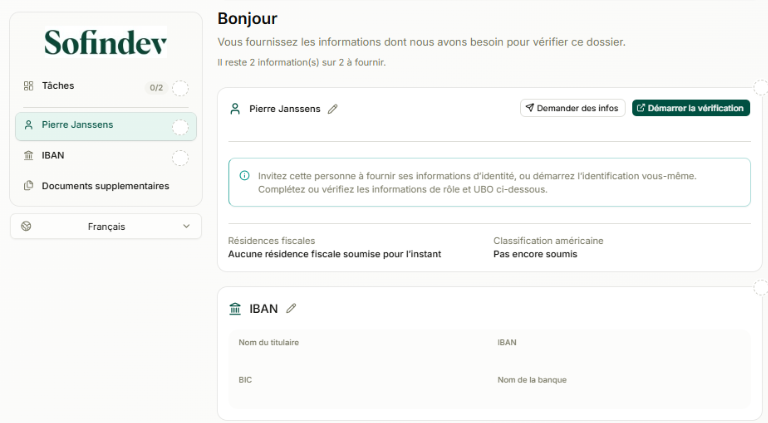 Sofindev
Tâches
0/2
Pierre Janssens
IBAN
Documents supplementaires
Français
Bonjour
Vous fournissez les informations dont nous avons besoin pour vérifier ce dossier.
Il reste 2 information(s) sur 2 à fournir.
Pierre Janssens
Demander des infos
Démarrer la vérification
Invitez cette personne à fournir ses informations d'identité, ou démarrez l'identification vous-même.
Complétez ou vérifiez les informations de rôle et UBO ci-dessous.
Résidences fiscales
Aucune résidence fiscale soumise pour l'instant
Classification américaine
Pas encore soumis
IBAN
Nom du titulaire
IBAN
BIC
Nom de la banque